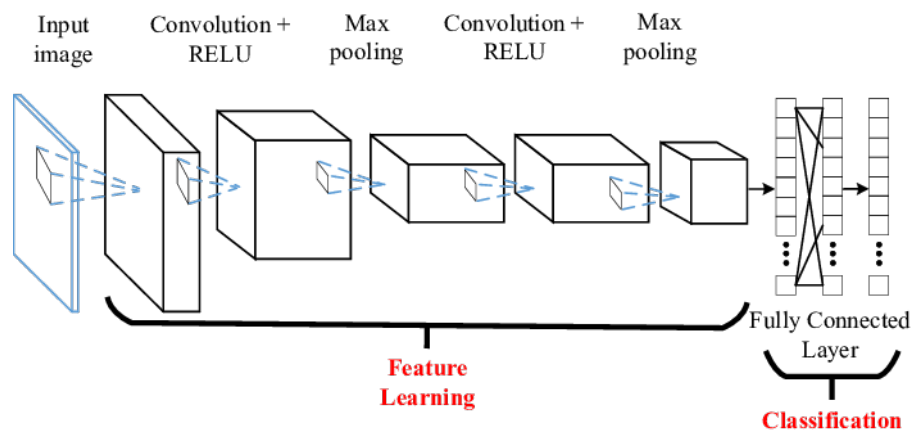 Input
image
Convolution +
RELU
Max
pooling
Convolution +
RELU
Max
pooling
Fully Connected
Layer
Feature
Learning
Classification